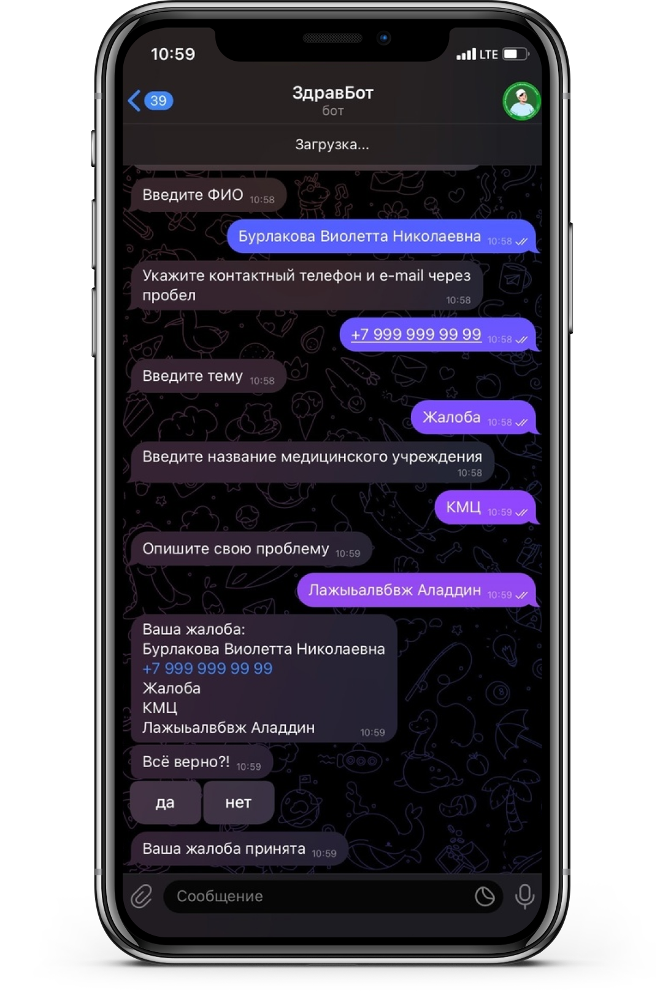 10:59
LTE
39
ЗдравБот
бот
Загрузка...
Введите ФИО 10:58
Бурлакова Виолетта Николаевна 10:58
Укажите контактный телефон и e-mail через
пробел 10:58
+7 999 999 99 99 10:58
Введите тему 10:58
Жалоба 10:58
Введите название медицинского учреждения
10:58
КМЦ 10:59
Опишите свою проблему 10:59
Лажыьалвбвж Аладдин 10:59
Ваша жалоба:
Бурлакова Виолетта Николаевна
+7 999 999 99 99
Жалоба
КМЦ
Лажыьалвбвж Аладдин 10:59
Всё верно?! 10:59
да нет
Ваша жалоба принята 10:59
Сообщение